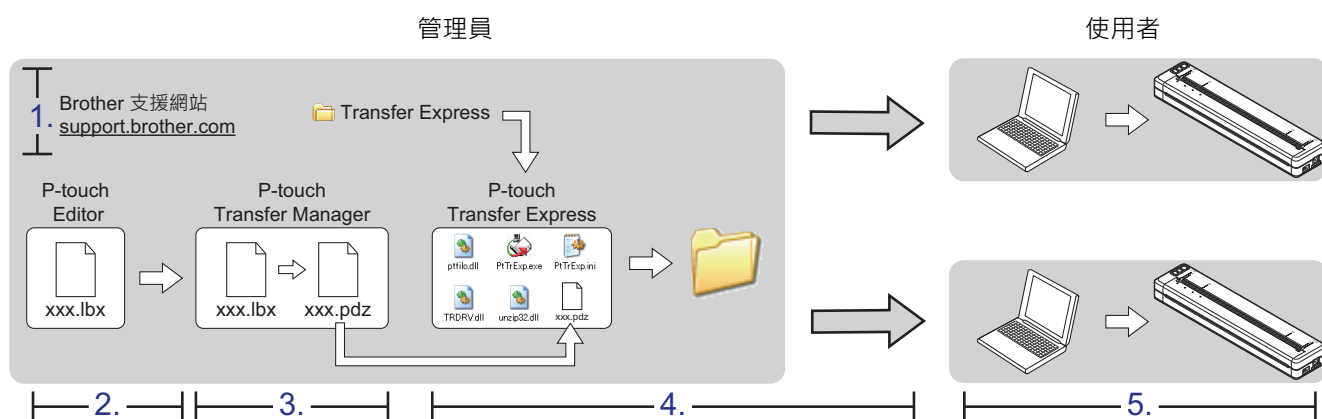 管理員
使用者
1.
Brother 支援網站
support.brother.com
Transfer Express
P-touch
Editor
xxx.lbx
P-touch
Transfer Manager
xxx.lbx
xxx.pdz
P-touch
Transfer Express
ptfilo.dll
PtTrExp.exe
PtTrExp.ini
TRDRV.dll
unzip32.dll
xxx.pdz
2.
3.
4.
5.